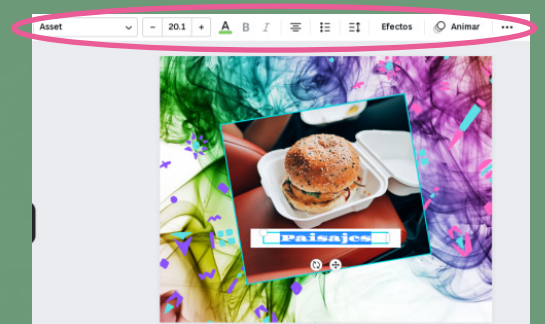 Asset - 20.1 + A B I Efectos Animar ...
Paisajes